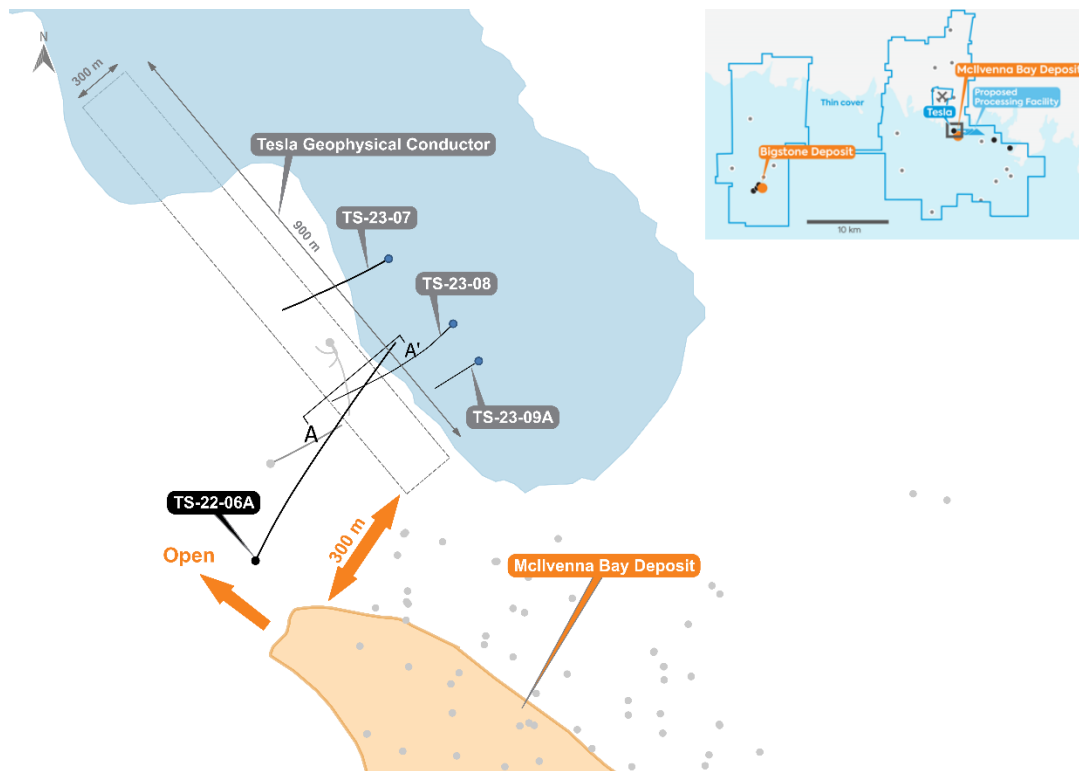 N
300 m
Tesla Geophysical Conductor
TS-23-07
900 m
TS-23-08
A'
TS-23-09A
A
TS-22-06A
Open
300 m
McIlvenna Bay Deposit
McIlvenna Bay Deposit
Thin cover
Proposed
Processing Facility
Tesla
Bigstone Deposit
10 km